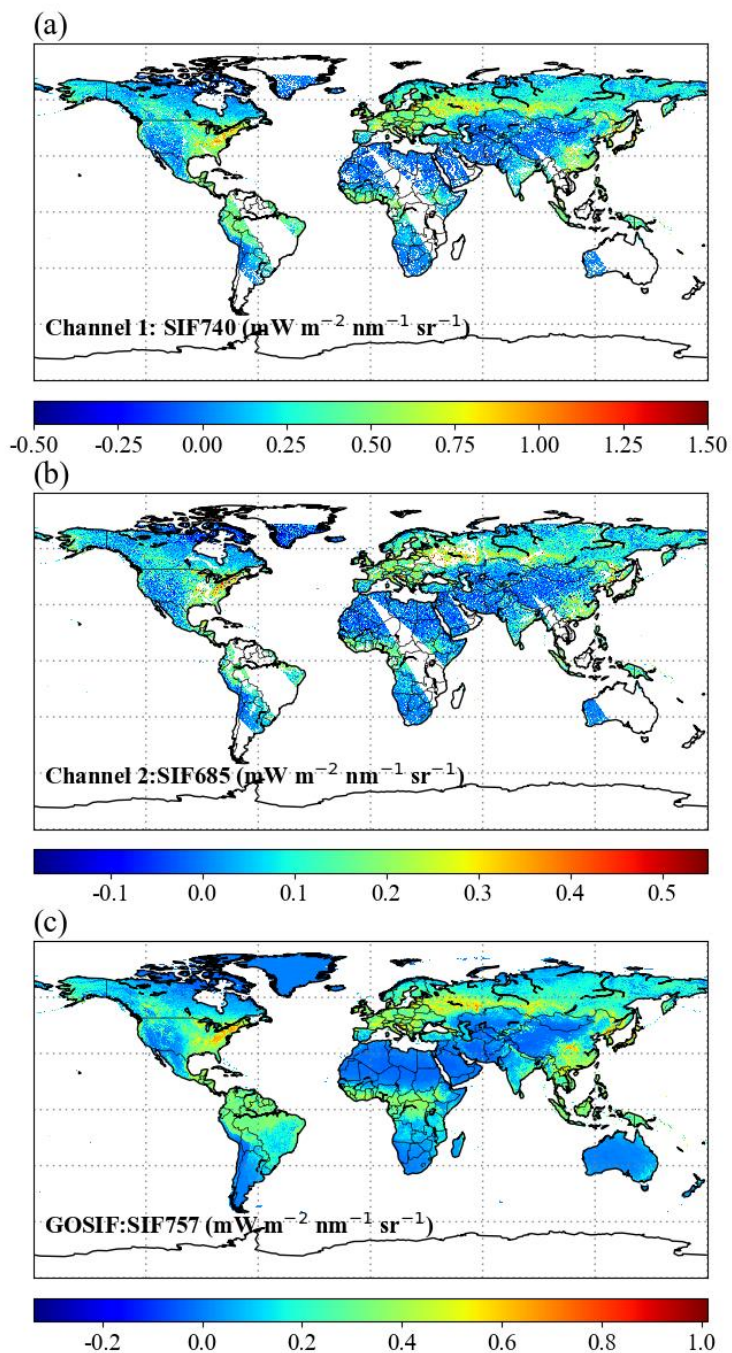 (a)
Channel 1: SIF740 (mW m⁻² nm⁻¹ sr⁻¹)
-0.50 -0.25 0.00 0.25 0.50 0.75 1.00 1.25 1.50
(b)
Channel 2:SIF685 (mW m⁻² nm⁻¹ sr⁻¹)
-0.1 0.0 0.1 0.2 0.3 0.4 0.5
(c)
GOSIF:SIF757 (mW m⁻² nm⁻¹ sr⁻¹)
-0.2 0.0 0.2 0.4 0.6 0.8 1.0